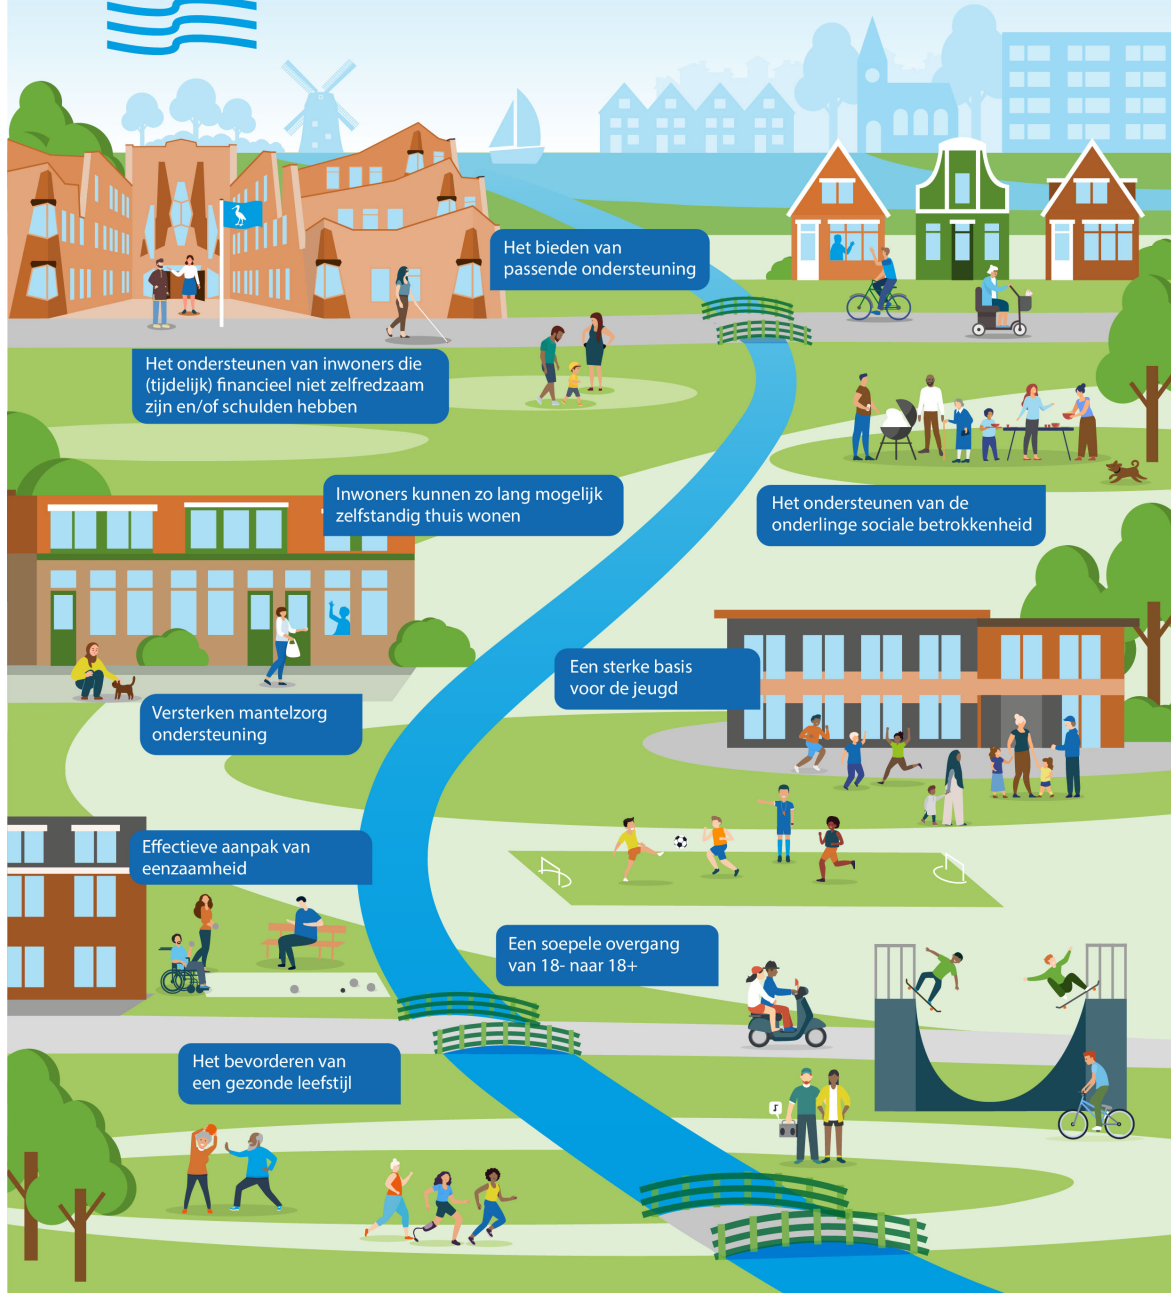 Het bieden van
passende ondersteuning
Het ondersteunen van inwoners die
(tijdelijk) financieel niet zelfredzaam
zijn en/of schulden hebben
Inwoners kunnen zo lang mogelijk
zelfstandig thuis wonen
Het ondersteunen van de
onderlinge sociale betrokkenheid
Een sterke basis
voor de jeugd
Versterken mantelzorg
ondersteuning
Effectieve aanpak van
eenzaamheid
Een soepele overgang
van 18- naar 18+
Het bevorderen van
een gezonde leefstijl